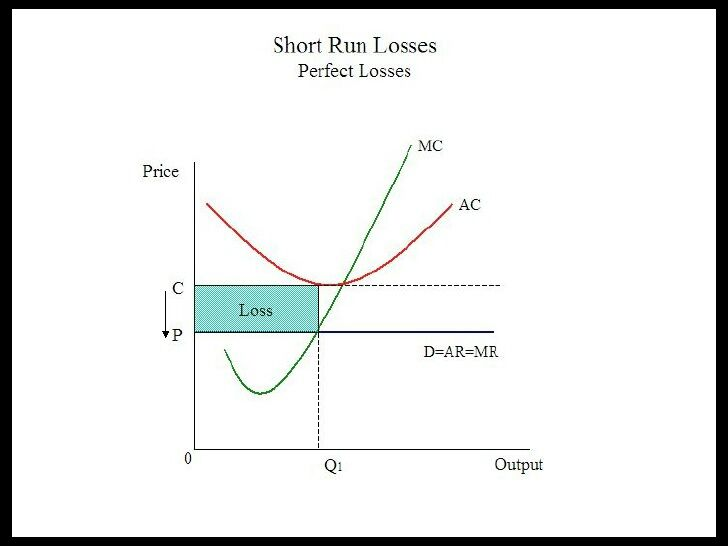 Short Run Losses
Perfect Losses
MC
Price
AC
C
Loss
P
D=AR=MR
0
Q1
Output